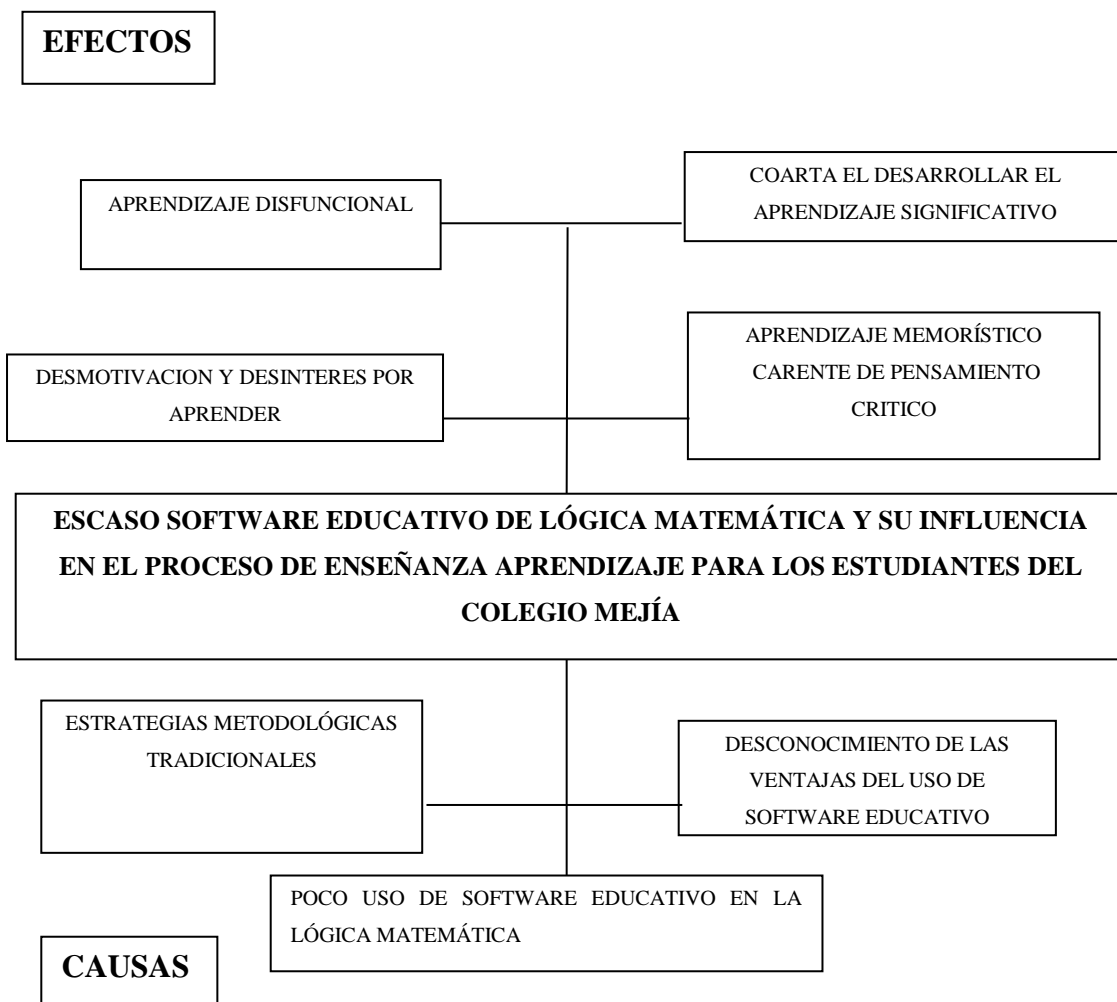 EFECTOS
APRENDIZAJE DISFUNCIONAL
COARTA EL DESARROLLAR EL
APRENDIZAJE SIGNIFICATIVO
DESMOTIVACION Y DESINTERES POR
APRENDER
APRENDIZAJE MEMORÍSTICO
CARENTE DE PENSAMIENTO
CRITICO
ESCASO SOFTWARE EDUCATIVO DE LÓGICA MATEMÁTICA Y SU INFLUENCIA
EN EL PROCESO DE ENSEÑANZA APRENDIZAJE PARA LOS ESTUDIANTES DEL
COLEGIO MEJÍA
ESTRATEGIAS METODOLÓGICAS
TRADICIONALES
DESCONOCIMIENTO DE LAS
VENTAJAS DEL USO DE
SOFTWARE EDUCATIVO
POCO USO DE SOFTWARE EDUCATIVO EN LA
LÓGICA MATEMÁTICA
CAUSAS